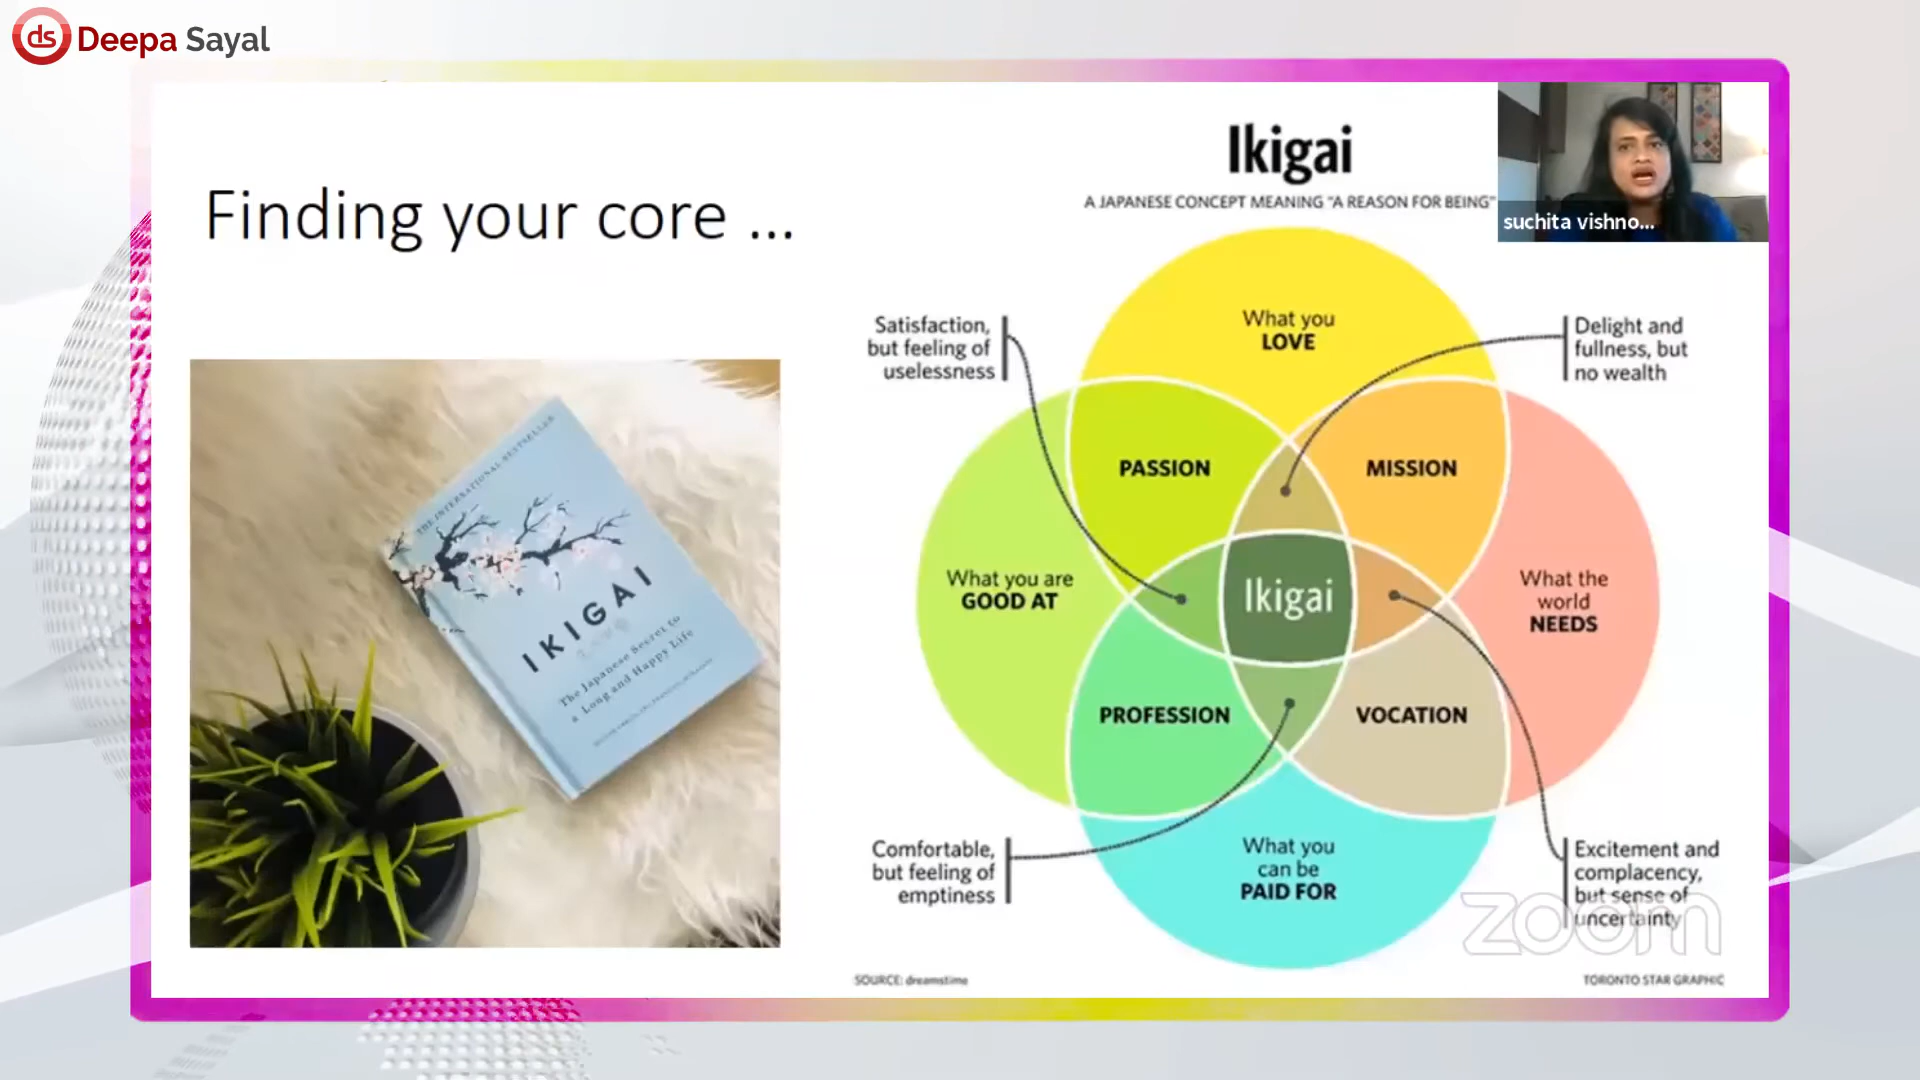 ds Deepa Sayal
Finding your core ...
THE INTERNATIONAL BESTSELLER
IKIGAI
The Japanese Secret to
a Long and Happy Life
Ikigai
A JAPANESE CONCEPT MEANING "A REASON FOR BEING"
suchita vishno...
Satisfaction,
but feeling of
uselessness
What you
LOVE
Delight and
fullness, but
no wealth
PASSION
MISSION
What you are
GOOD AT
Ikigai
What the
world
NEEDS
PROFESSION
VOCATION
Comfortable,
but feeling of
emptiness
What you
can be
PAID FOR
Excitement and
complacency,
but sense of
uncertainty
zoom
SOURCE: dreamstime
TORONTO STAR GRAPHIC